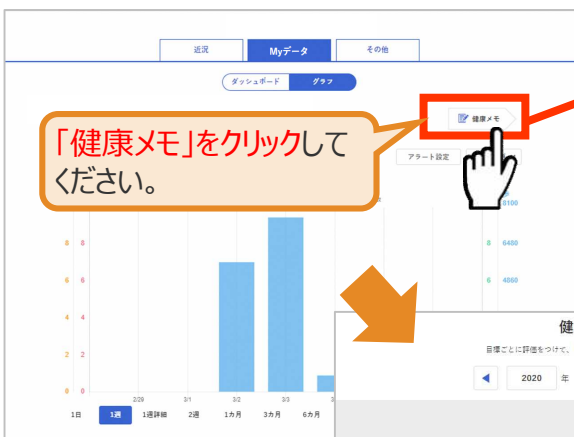 近況 Myデータ その他
ダッシュボード グラフ
健康メモ
「健康メモ」をクリックして
ください。
アラート設定
8100
8 8 8 6480
6 6 6 4860
4 4
2 2
0 0
2/29 3/1 3/2 3/3
1日 1週 1週詳細 2週 1カ月 3カ月 6カ月
健
目標ごとに評価をつけて、
2020 年